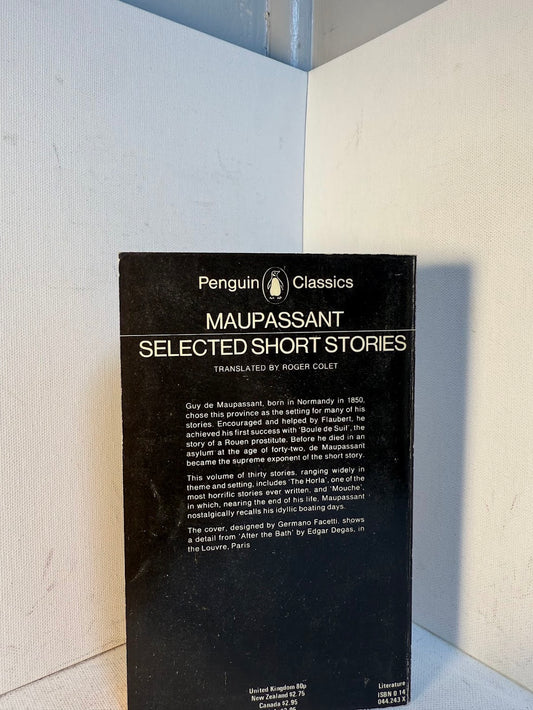 Penguin Classics
MAUPASSANT
SELECTED SHORT STORIES
TRANSLATED BY ROGER COLET
Guy de Maupassant, born in Normandy in 1850,
chose this province as the setting for many of his
stories. Encouraged and helped by Flaubert, he
achieved his first success with 'Boule de Suif', the
story of a Rouen prostitute. Before he died in an
asylum at the age of forty-two, de Maupassant
became the supreme exponent of the short story.
This volume of thirty stories, ranging widely in
theme and setting, includes 'The Horla', one of the
most horrific stories ever written, and 'Mouche',
in which, nearing the end of his life, Maupassant
nostalgically recalls his idyllic boating days.
The cover, designed by Germano Facetti, shows
a detail from 'After the Bath' by Edgar Degas, in
the Louvre, Paris
United Kingdom 80p
New Zealand $2.75
Canada $2.95
Literature
ISBN 0 14
044.243 X